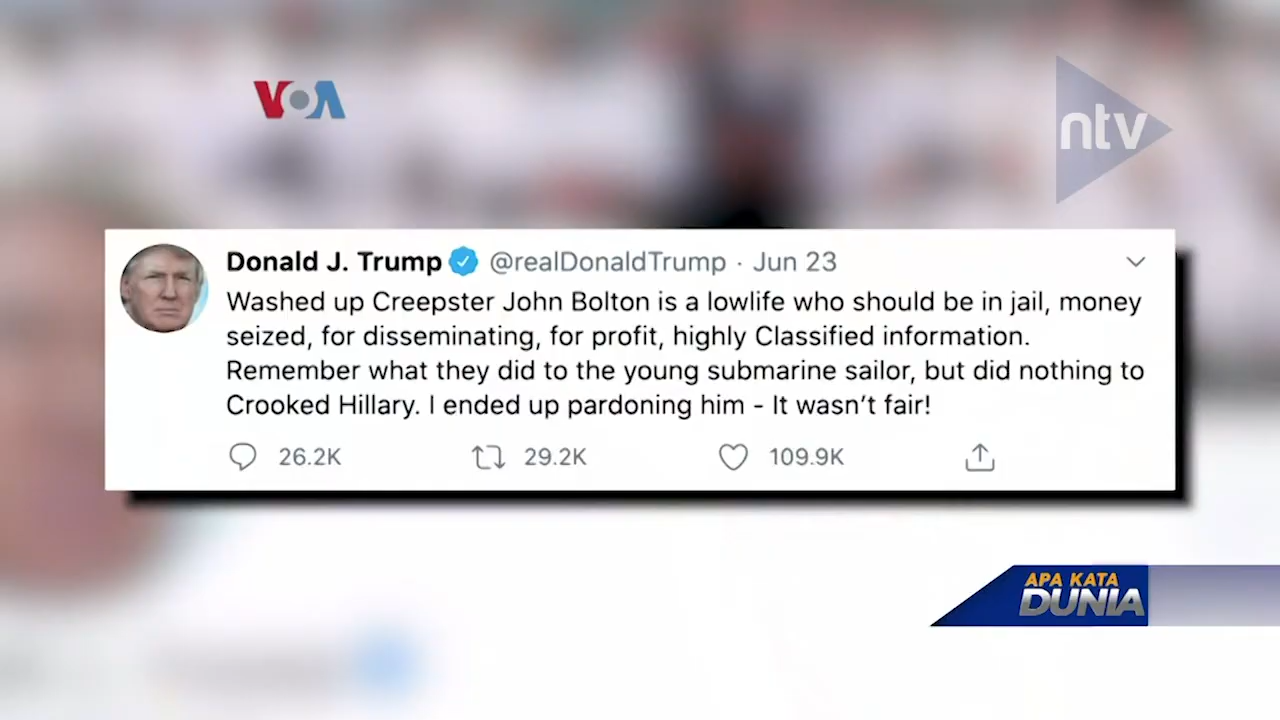 VOA
ntv
Donald J. Trump @realDonaldTrump · Jun 23
Washed up Creepster John Bolton is a lowlife who should be in jail, money
seized, for disseminating, for profit, highly Classified information.
Remember what they did to the young submarine sailor, but did nothing to
Crooked Hillary. I ended up pardoning him - It wasn’t fair!
26.2K 29.2K 109.9K
APA KATA
DUNIA